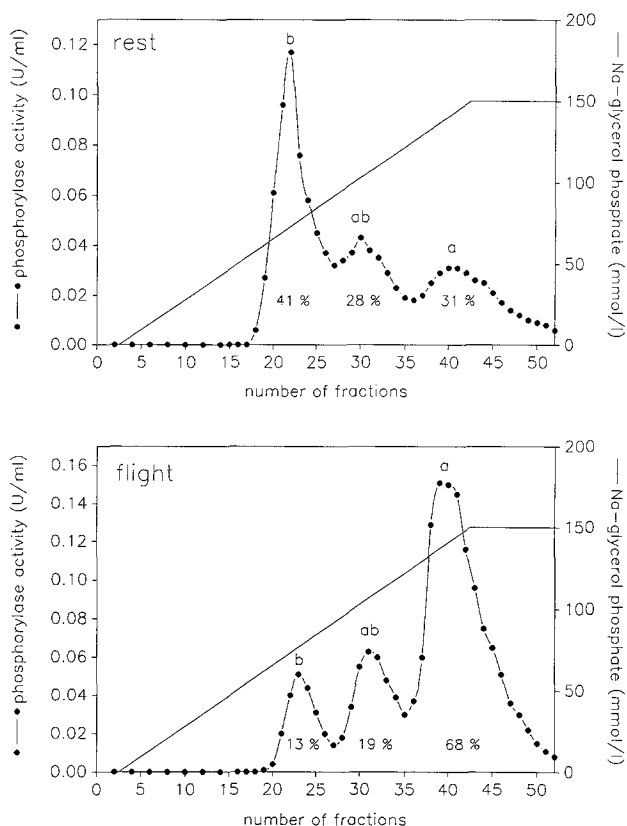 rest
b
ab
a
41 %
28 %
31 %
0.12
0.10
0.08
0.06
0.04
0.02
0.00
200
150
100
50
0
0 5 10 15 20 25 30 35 40 45 50
number of fractions
phosphorylase activity (U/ml)
Na-glycerol phosphate (mmol/l)
flight
b
ab
a
13 %
19 %
68 %
0.16
0.14
0.12
0.10
0.08
0.06
0.04
0.02
0.00
200
150
100
50
0
0 5 10 15 20 25 30 35 40 45 50
number of fractions
phosphorylase activity (U/ml)
Na-glycerol phosphate (mmol/l)